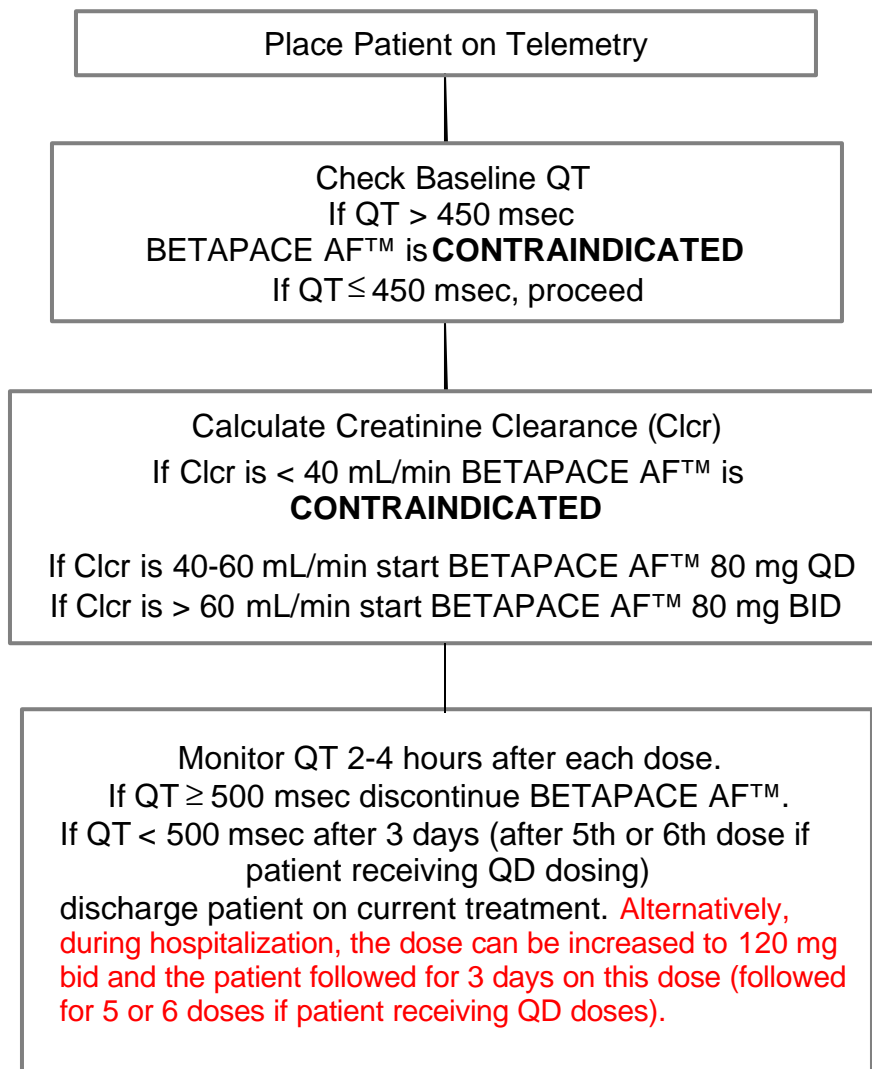 Place Patient on Telemetry
Check Baseline QT
If QT > 450 msec
BETAPACE AF™ is CONTRAINDICATED
If QT ≤ 450 msec, proceed
Calculate Creatinine Clearance (Clcr)
If Clcr is < 40 mL/min BETAPACE AF™ is
CONTRAINDICATED
If Clcr is 40-60 mL/min start BETAPACE AF™ 80 mg QD
If Clcr is > 60 mL/min start BETAPACE AF™ 80 mg BID
Monitor QT 2-4 hours after each dose.
If QT ≥ 500 msec discontinue BETAPACE AF™.
If QT < 500 msec after 3 days (after 5th or 6th dose if
patient receiving QD dosing)
discharge patient on current treatment. Alternatively,
during hospitalization, the dose can be increased to 120 mg
bid and the patient followed for 3 days on this dose (followed
for 5 or 6 doses if patient receiving QD doses).